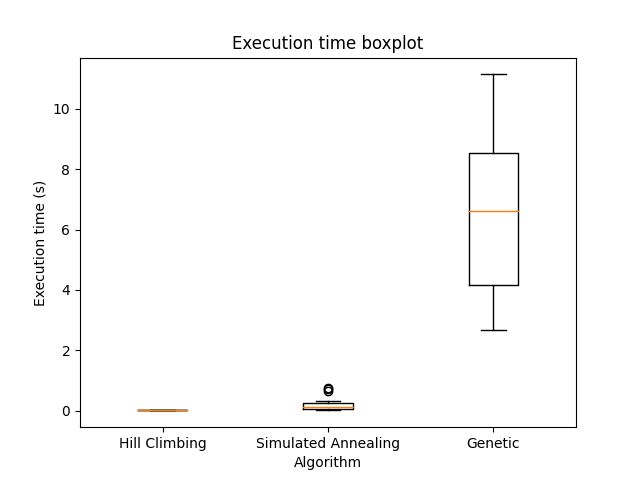 Execution time boxplot
Execution time (s)
10
8
6
4
2
0
Hill Climbing
Simulated Annealing
Genetic
Algorithm